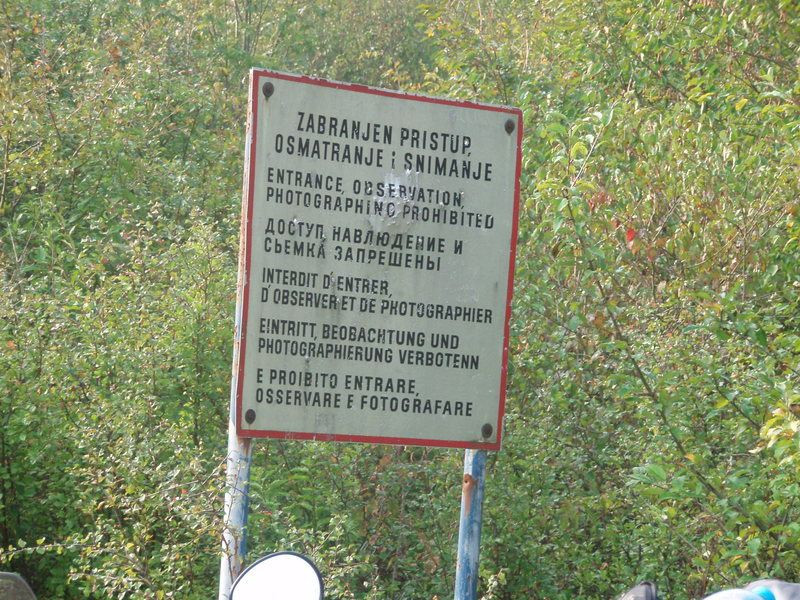 ZABRANJEN PRISTUP,
OSMATRANJE i SNIMANJE
ENTRANCE, OBSERVATION,
PHOTOGRAPHING PROHIBITED
ДОСТУП, НАВЛЮДЕНИЕ И
СЬЕМКА ЗАПРЕШЕНЫ
INTERDIT D'ENTRER,
D'OBSERVER ET DE PHOTOGRAPHIER
EINTRITT, BEOBACHTUNG UND
PHOTOGRAPHIERUNG VERBOTENN
E PROIBITO ENTRARE,
OSSERVARE E FOTOGRAFARE